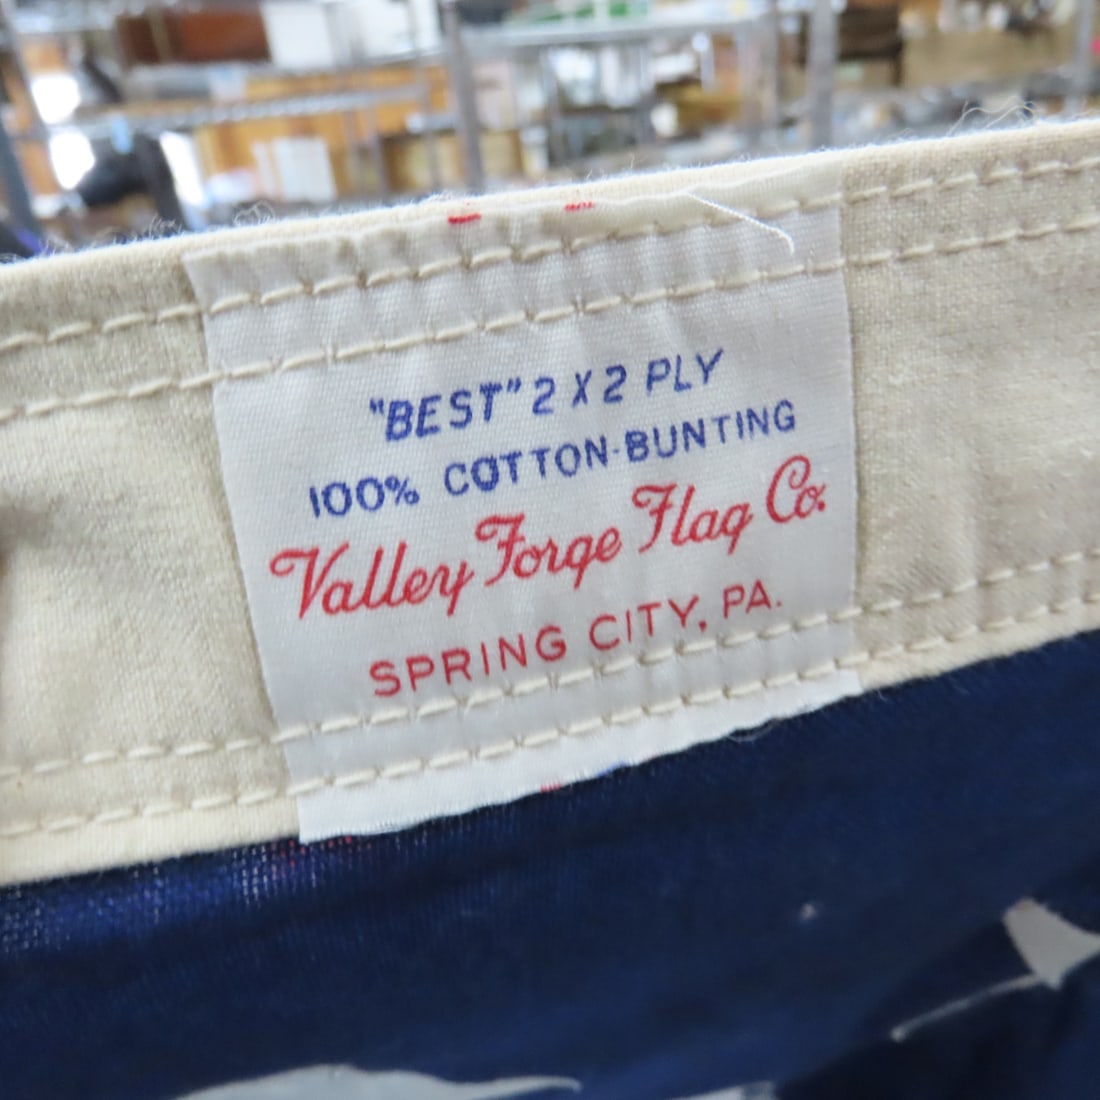 "BEST" 2 X 2 PLY
100% COTTON-BUNTING
Valley Forge Flag Co.
SPRING CITY, PA.